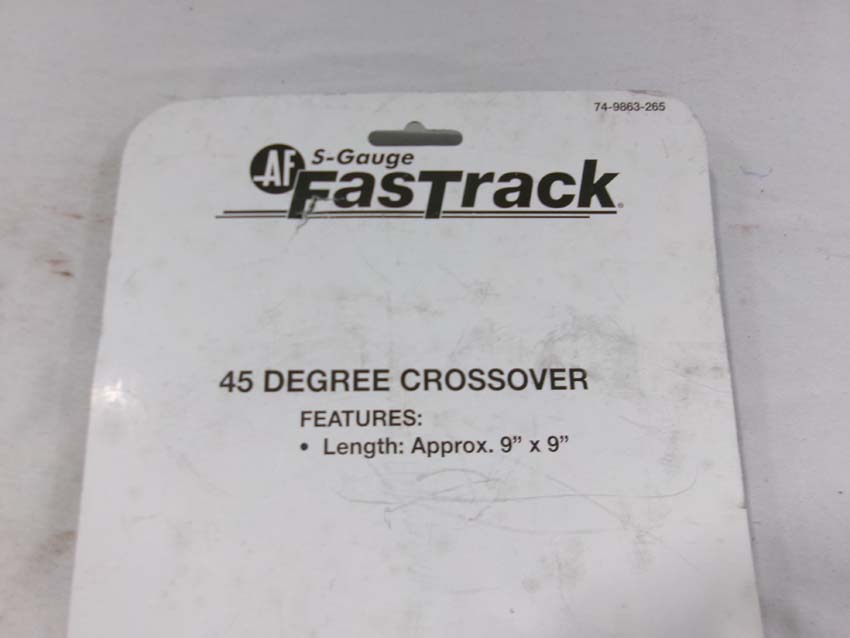 74-9863-265
AF S-Gauge
FasTrack®
45 DEGREE CROSSOVER
FEATURES:
• Length: Approx. 9” x 9”